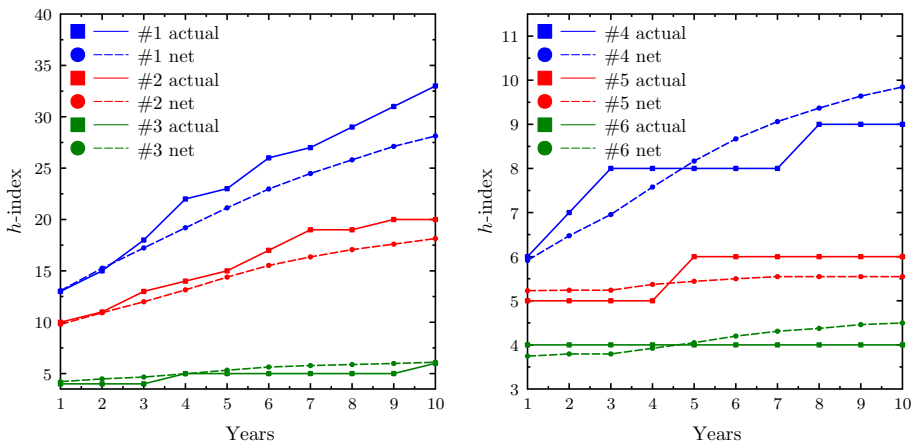 40
35
30
25
20
15
10
5
h-index
#1 actual
#1 net
#2 actual
#2 net
#3 actual
#3 net
1 2 3 4 5 6 7 8 9 10
Years
11
10
9
8
7
6
5
4
3
h-index
#4 actual
#4 net
#5 actual
#5 net
#6 actual
#6 net
1 2 3 4 5 6 7 8 9 10
Years